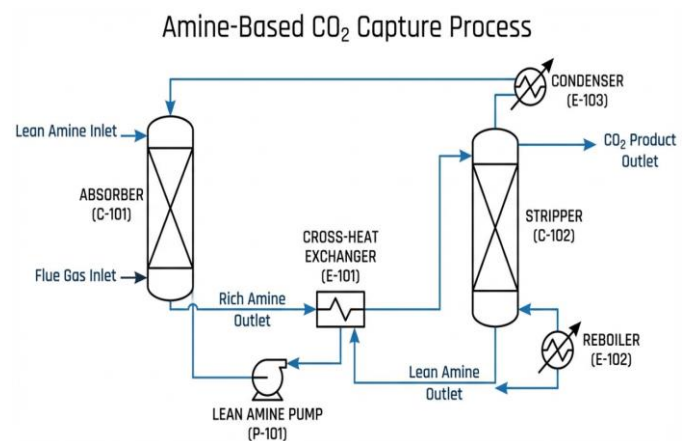 Amine-Based CO₂ Capture Process
CONDENSER
(E-103)
Lean Amine Inlet
CO₂ Product
Outlet
ABSORBER
(C-101)
STRIPPER
(C-102)
CROSS-HEAT
EXCHANGER
(E-101)
Flue Gas Inlet
Rich Amine
Outlet
REBOILER
(E-102)
Lean Amine
Outlet
LEAN AMINE PUMP
(P-101)